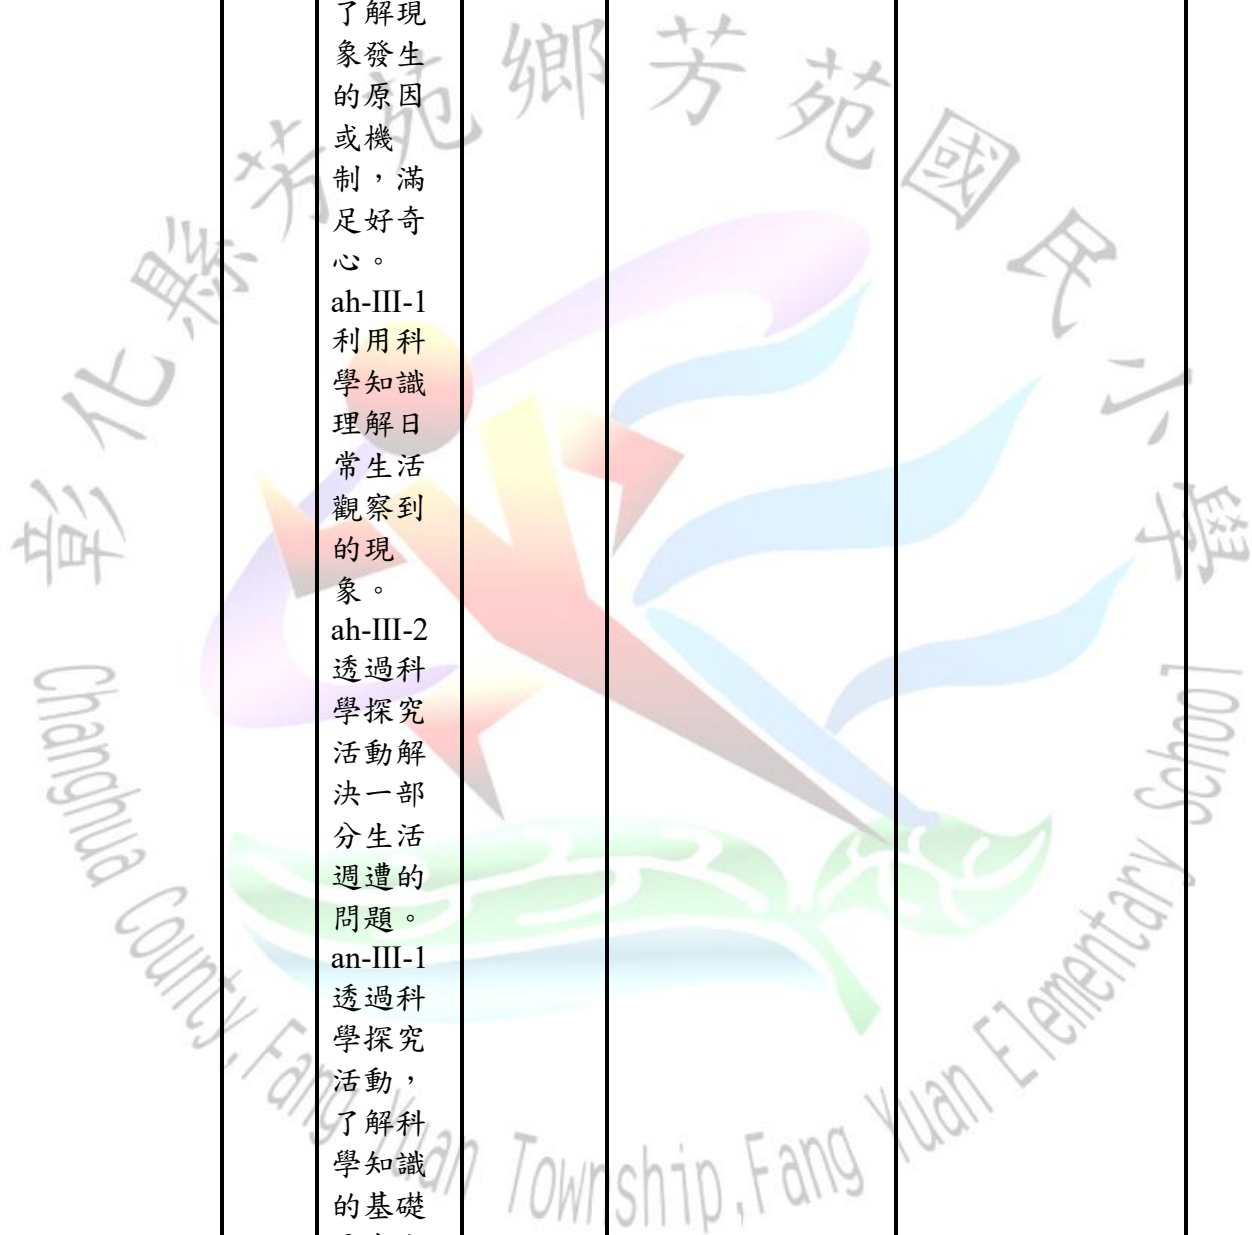 了解現
象發生
的原因
或機
制，滿
足好奇
心。
ah-III-1
利用科
學知識
理解日
常生活
觀察到
的現
象。
ah-III-2
透過科
學探究
活動解
決一部
分生活
週遭的
問題。
an-III-1
透過科
學探究
活動，
了解科
學知識
的基礎
彰化縣芳苑鄉芳苑國民小學
Changhua County, Fang Yuan Township, Fang Yuan Elementary School